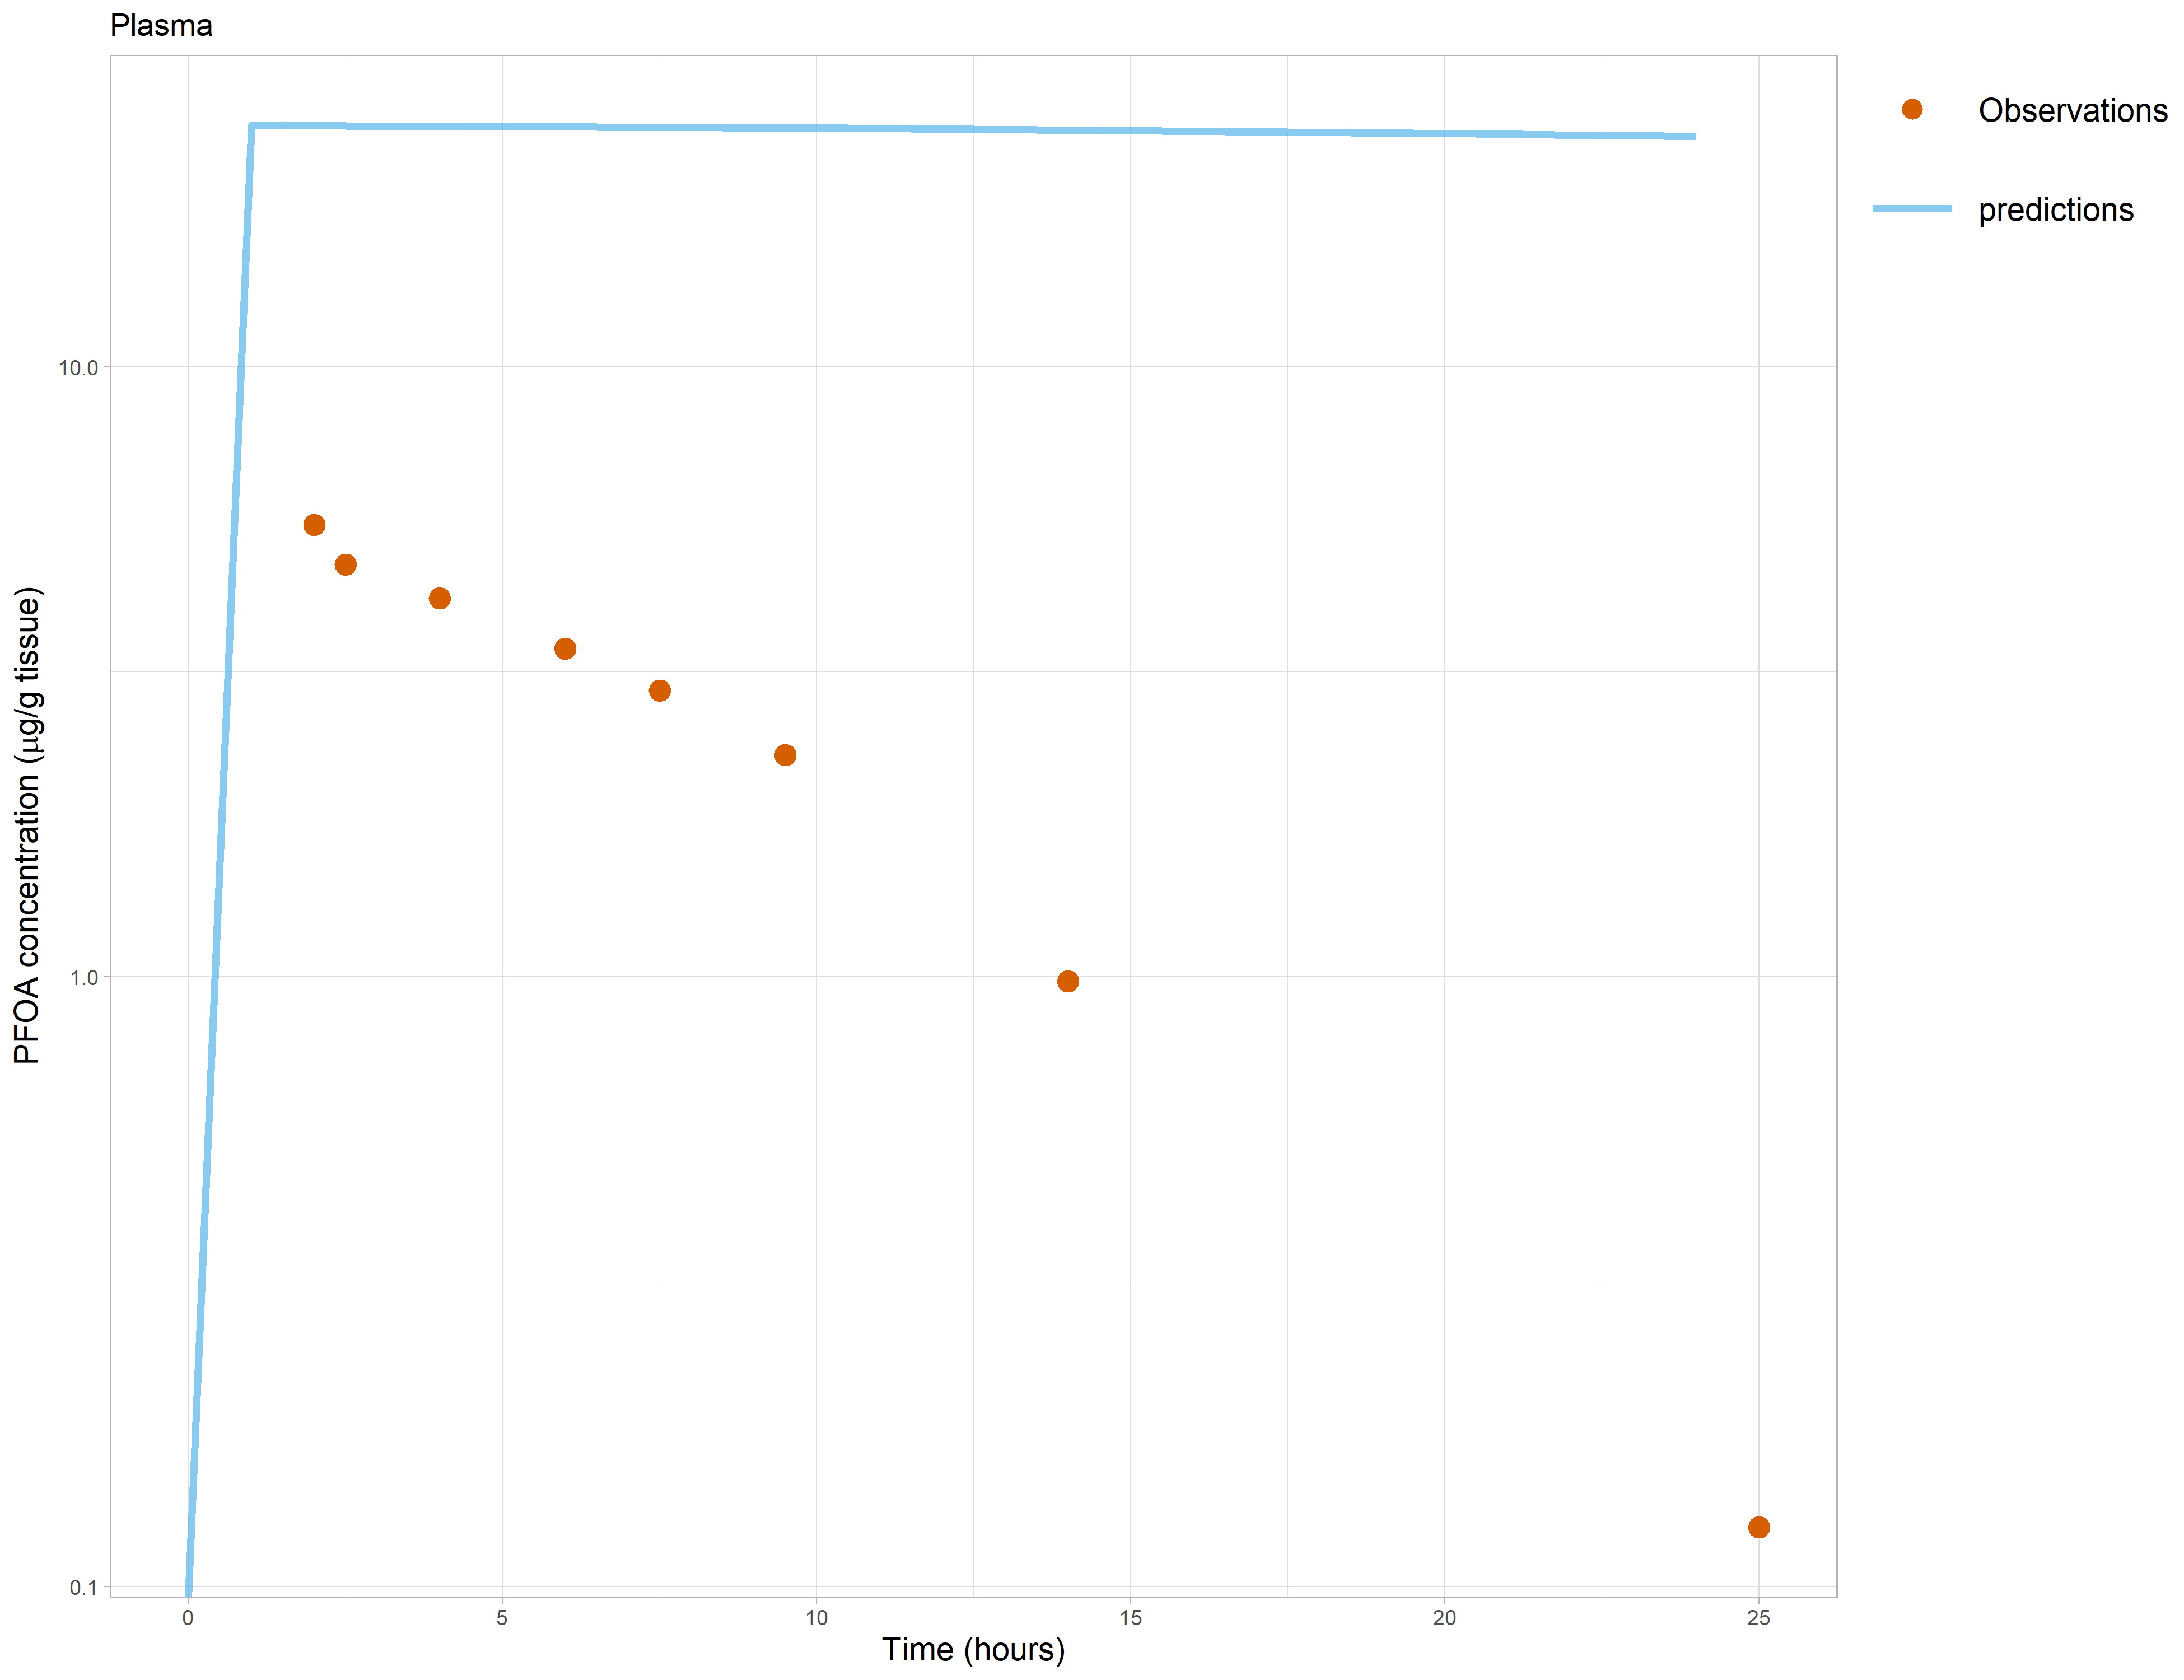 Plasma
Observations
predictions
PFOA concentration (μg/g tissue)
10.0
1.0
0.1
0 5 10 15 20 25
Time (hours)